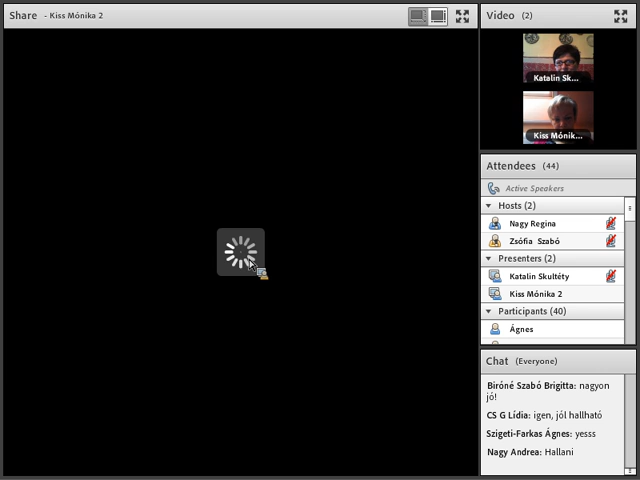 Share - Kiss Mónika 2
Video (2)
Katalin Sk...
Kiss Mónik...
Attendees (44)
Active Speakers
Hosts (2)
Nagy Regina
Zsófia Szabó
Presenters (2)
Katalin Skultéty
Kiss Mónika 2
Participants (40)
Ágnes
Chat (Everyone)
Biróné Szabó Brigitta: nagyon
jó!
CS G Lídia: igen, jól hallható
Szigeti-Farkas Ágnes: yesss
Nagy Andrea: Hallani